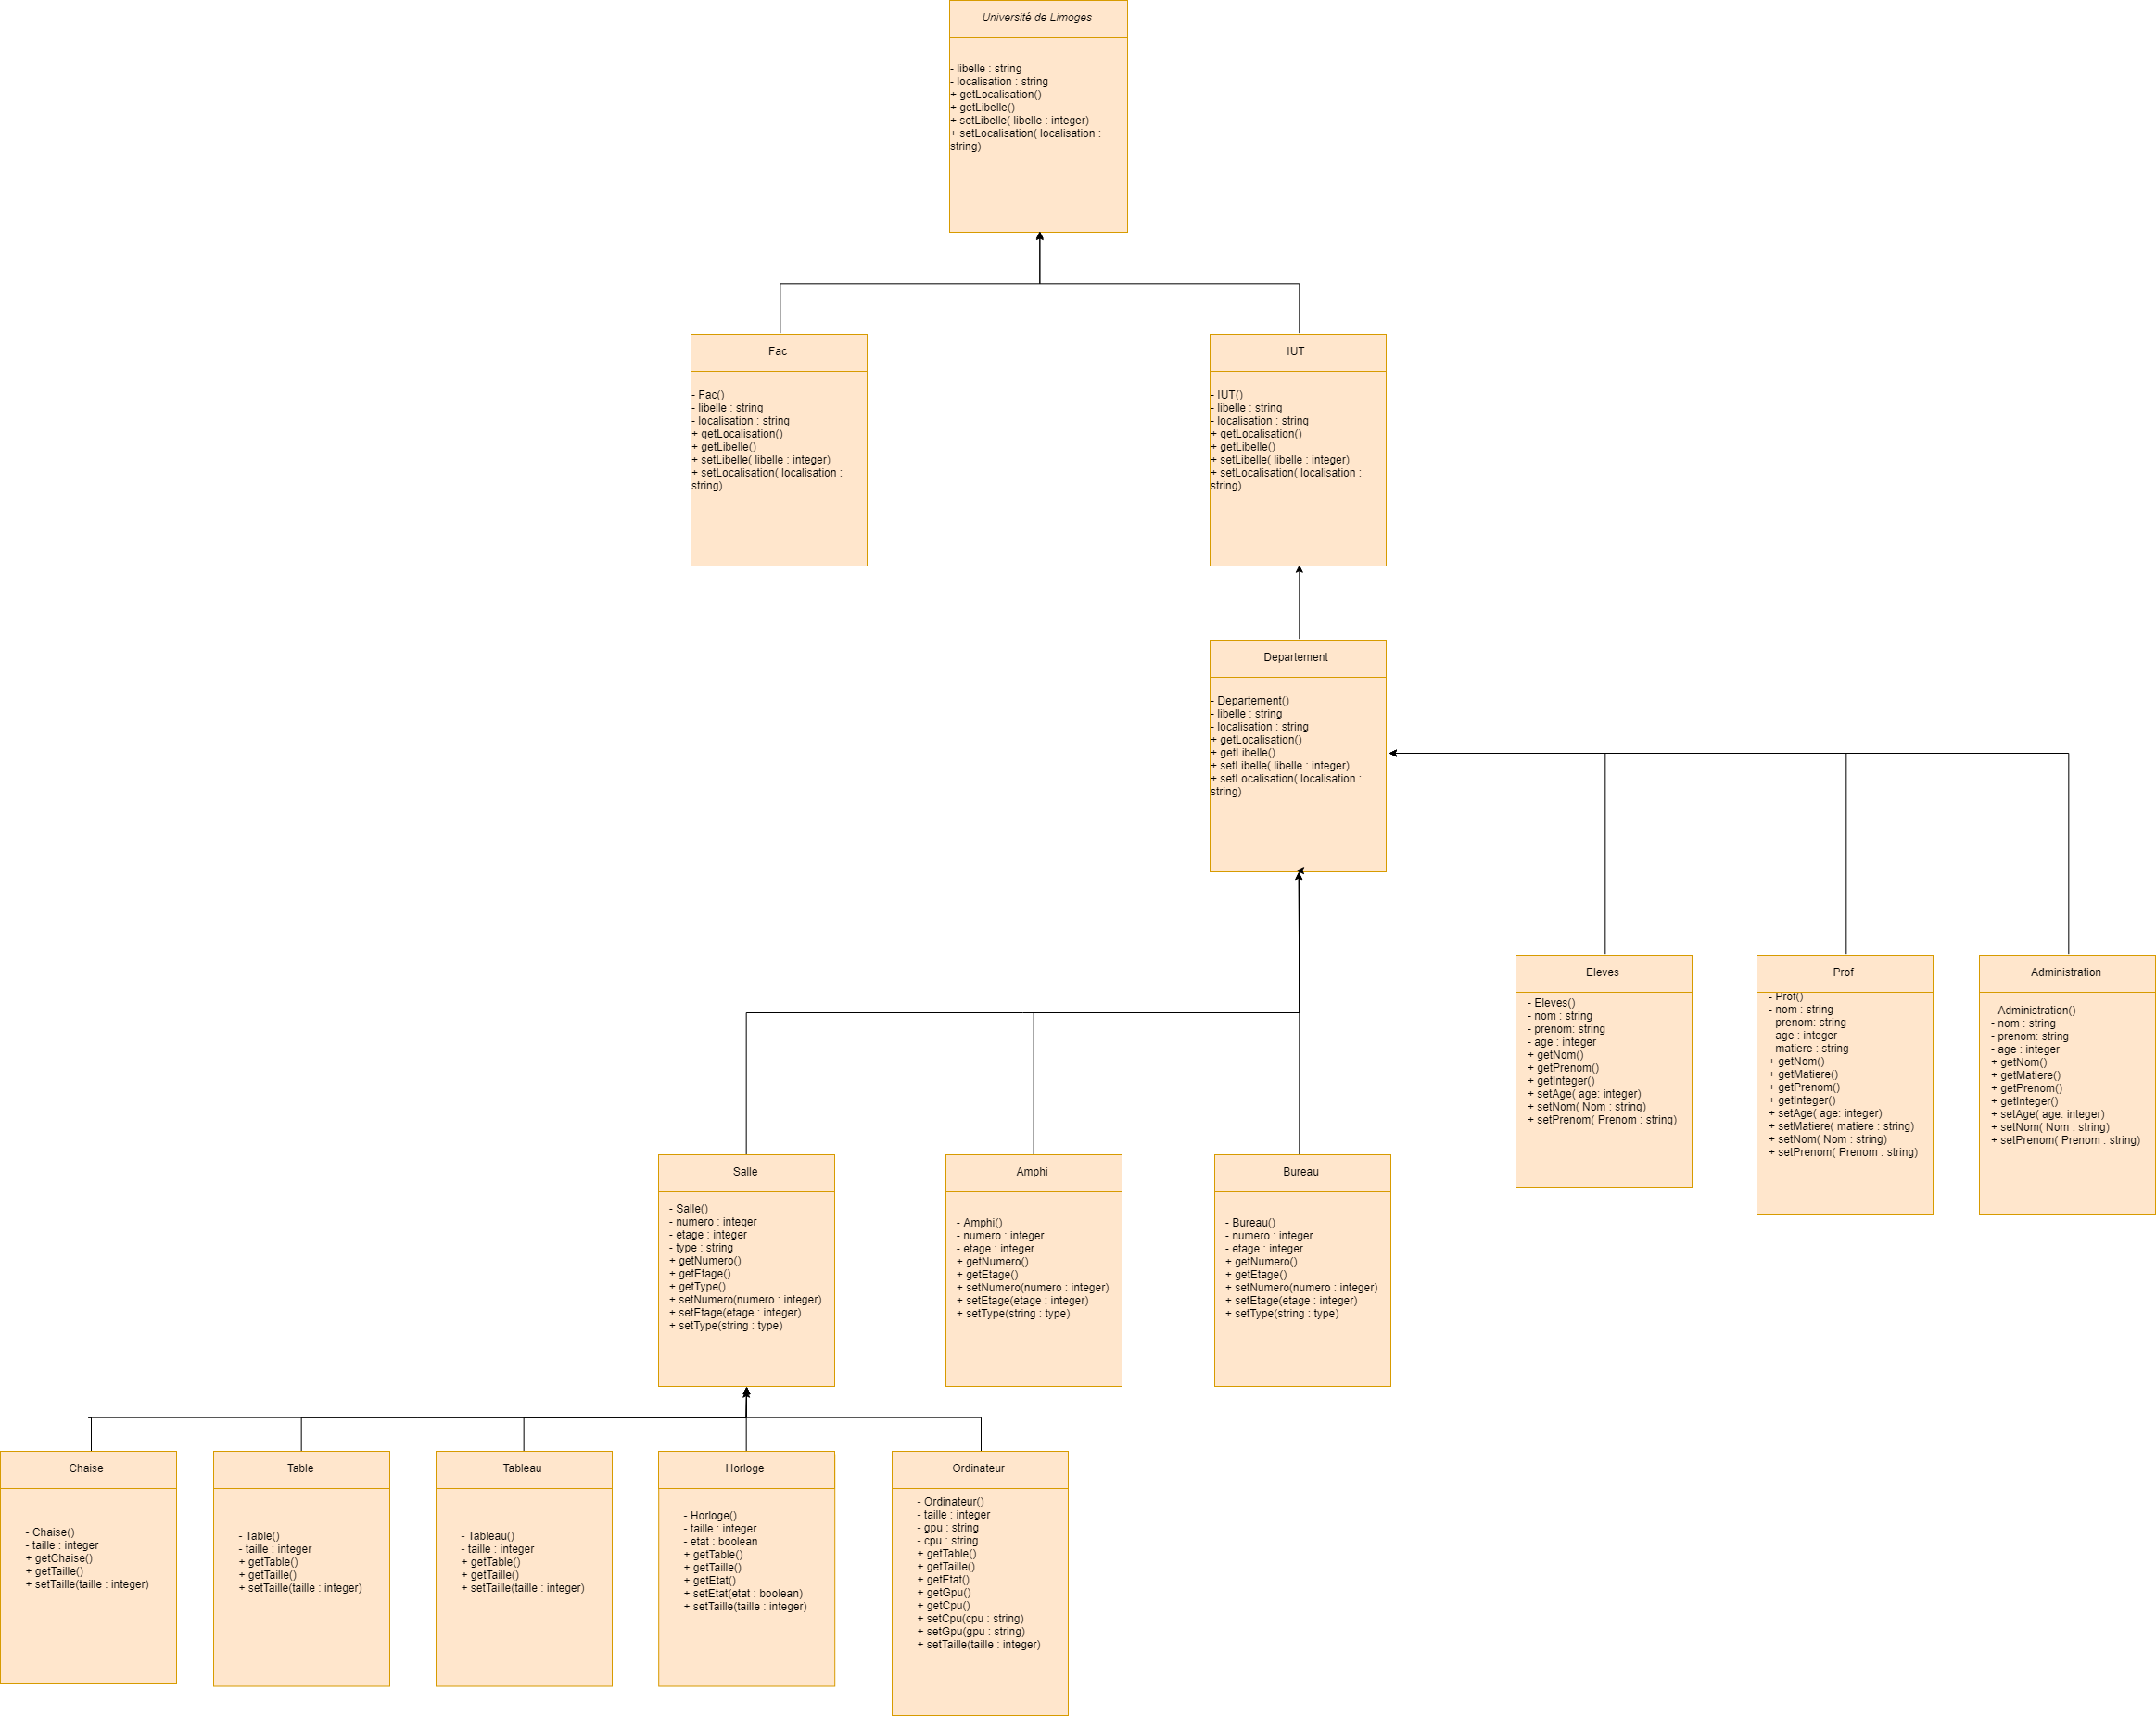 Université de Limoges
- libelle : string
- localisation : string
+ getLocalisation()
+ getLibelle()
+ setLibelle( libelle : integer)
+ setLocalisation( localisation :
string)
Fac
- Fac()
- libelle : string
- localisation : string
+ getLocalisation()
+ getLibelle()
+ setLibelle( libelle : integer)
+ setLocalisation( localisation :
string)
IUT
- IUT()
- libelle : string
- localisation : string
+ getLocalisation()
+ getLibelle()
+ setLibelle( libelle : integer)
+ setLocalisation( localisation :
string)
Departement
- Departement()
- libelle : string
- localisation : string
+ getLocalisation()
+ getLibelle()
+ setLibelle( libelle : integer)
+ setLocalisation( localisation :
string)
Eleves
- Eleves()
- nom : string
- prenom: string
- age : integer
+ getNom()
+ getPrenom()
+ getInteger()
+ setAge( age: integer)
+ setNom( Nom : string)
+ setPrenom( Prenom : string)
Prof
- Prof()
- nom : string
- prenom: string
- age : integer
- matiere : string
+ getNom()
+ getMatiere()
+ getPrenom()
+ getInteger()
+ setAge( age: integer)
+ setMatiere( matiere : string)
+ setNom( Nom : string)
+ setPrenom( Prenom : string)
Administration
- Administration()
- nom : string
- prenom: string
- age : integer
+ getNom()
+ getMatiere()
+ getPrenom()
+ getInteger()
+ setAge( age: integer)
+ setNom( Nom : string)
+ setPrenom( Prenom : string)
Salle
- Salle()
- numero : integer
- etage : integer
- type : string
+ getNumero()
+ getEtage()
+ getType()
+ setNumero(numero : integer)
+ setEtage(etage : integer)
+ setType(string : type)
Amphi
- Amphi()
- numero : integer
- etage : integer
+ getNumero()
+ getEtage()
+ setNumero(numero : integer)
+ setEtage(etage : integer)
+ setType(string : type)
Bureau
- Bureau()
- numero : integer
- etage : integer
+ getNumero()
+ getEtage()
+ setNumero(numero : integer)
+ setEtage(etage : integer)
+ setType(string : type)
Chaise
- Chaise()
- taille : integer
+ getChaise()
+ getTaille()
+ setTaille(taille : integer)
Table
- Table()
- taille : integer
+ getTable()
+ getTaille()
+ setTaille(taille : integer)
Tableau
- Tableau()
- taille : integer
+ getTable()
+ getTaille()
+ setTaille(taille : integer)
Horloge
- Horloge()
- taille : integer
- etat : boolean
+ getTable()
+ getTaille()
+ getEtat()
+ setEtat(etat : boolean)
+ setTaille(taille : integer)
Ordinateur
- Ordinateur()
- taille : integer
- gpu : string
- cpu : string
+ getTable()
+ getTaille()
+ getEtat()
+ getGpu()
+ getCpu()
+ setCpu(cpu : string)
+ setGpu(gpu : string)
+ setTaille(taille : integer)